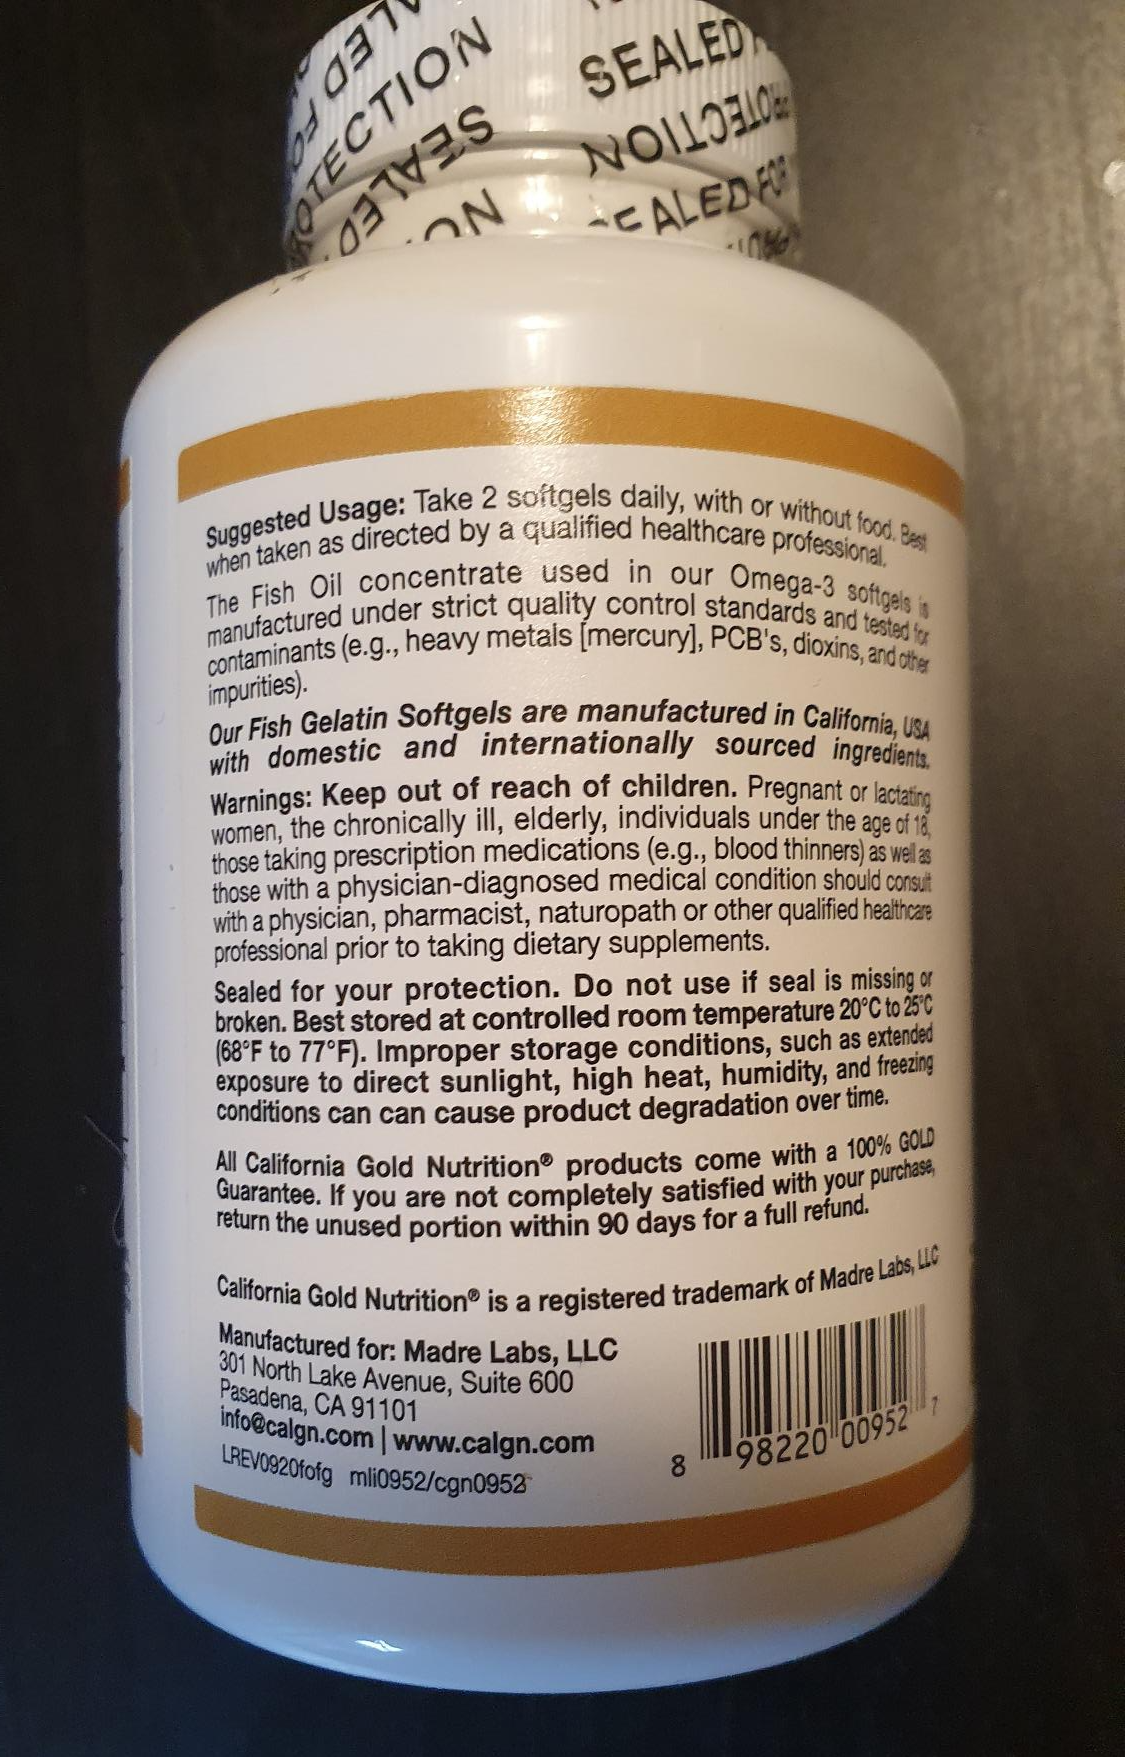 SEALED
PROTECTION
SEALED FOR
PROTECTION
SEALED
Suggested Usage: Take 2 softgels daily, with or without food. Best
when taken as directed by a qualified healthcare professional.
The Fish Oil concentrate used in our Omega-3 softgels is
manufactured under strict quality control standards and tested for
contaminants (e.g., heavy metals [mercury], PCB's, dioxins, and other
impurities).
Our Fish Gelatin Softgels are manufactured in California, USA
with domestic and internationally sourced ingredients.
Warnings: Keep out of reach of children. Pregnant or lactating
women, the chronically ill, elderly, individuals under the age of 18,
those taking prescription medications (e.g., blood thinners) as well as
those with a physician-diagnosed medical condition should consult
with a physician, pharmacist, naturopath or other qualified healthcare
professional prior to taking dietary supplements.
Sealed for your protection. Do not use if seal is missing or
broken. Best stored at controlled room temperature 20°C to 25°C
(68°F to 77°F). Improper storage conditions, such as extended
exposure to direct sunlight, high heat, humidity, and freezing
conditions can can cause product degradation over time.
All California Gold Nutrition® products come with a 100% GOLD
Guarantee. If you are not completely satisfied with your purchase,
return the unused portion within 90 days for a full refund.
California Gold Nutrition® is a registered trademark of Madre Labs, LLC
Manufactured for: Madre Labs, LLC
301 North Lake Avenue, Suite 600
Pasadena, CA 91101
info@calgn.com | www.calgn.com
LREV0920fofg mli0952/cgn0952
8 98220 00952 7